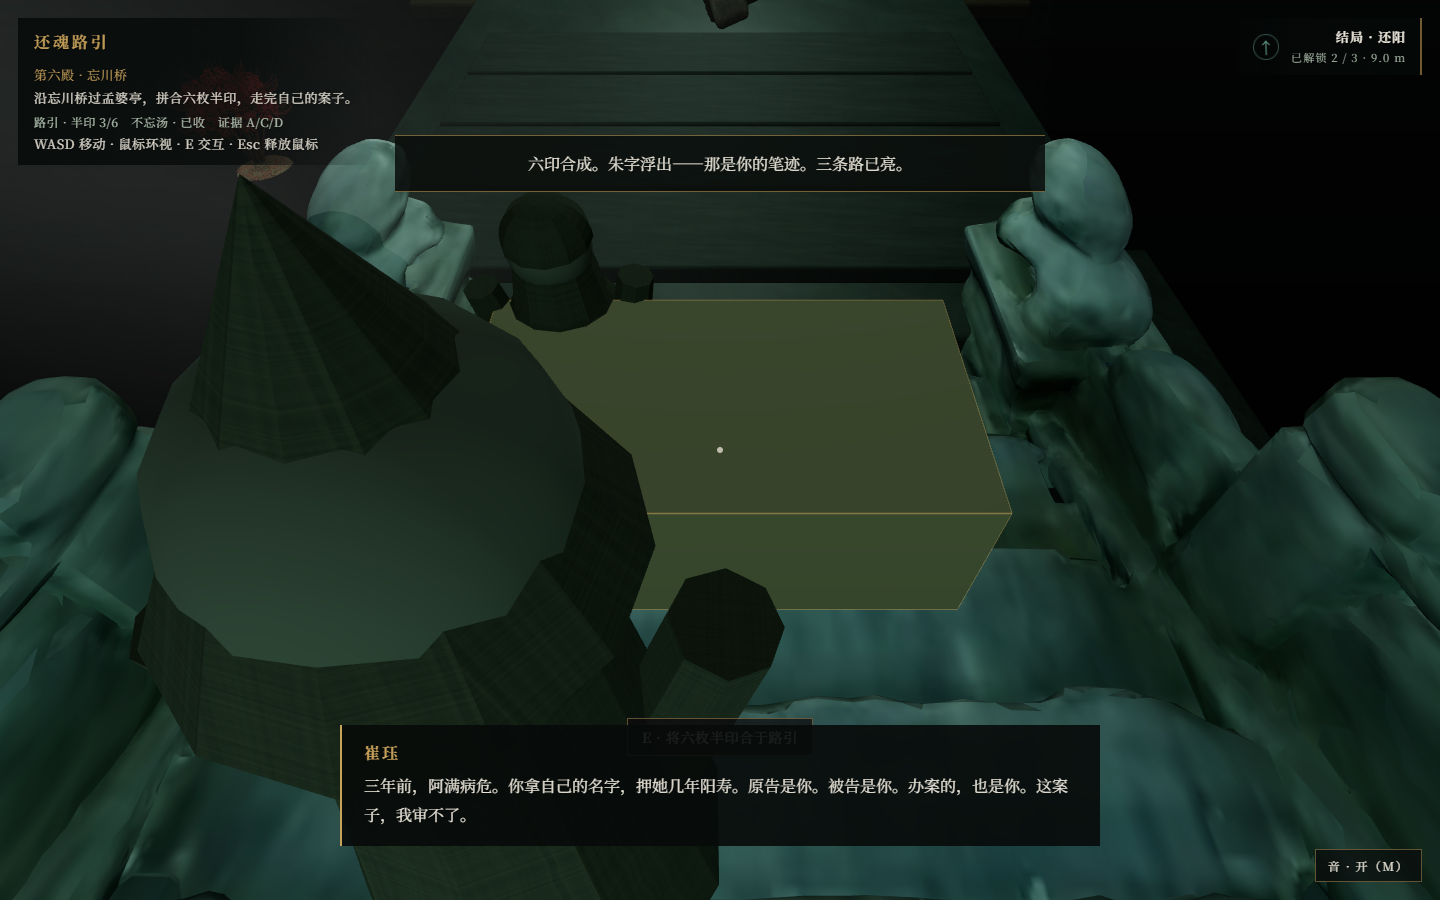 还魂路引
第六殿 · 忘川桥
沿忘川桥过孟婆亭，拼合六枚半印，走完自己的案子。
路引 · 半印 3/6 不忘汤 · 已收 证据 A/C/D
WASD 移动 · 鼠标环视 · E 交互 · Esc 释放鼠标
结局 · 还阳
已解锁 2 / 3 · 9.0 m
六印合成。朱字浮出——那是你的笔迹。三条路已亮。
E · 将六枚半印合于路引
崔珏
三年前，阿满病危。你拿自己的名字，押她几年阳寿。原告是你。被告是你。办案的，也是你。这案
子，我审不了。
音 · 开（M）